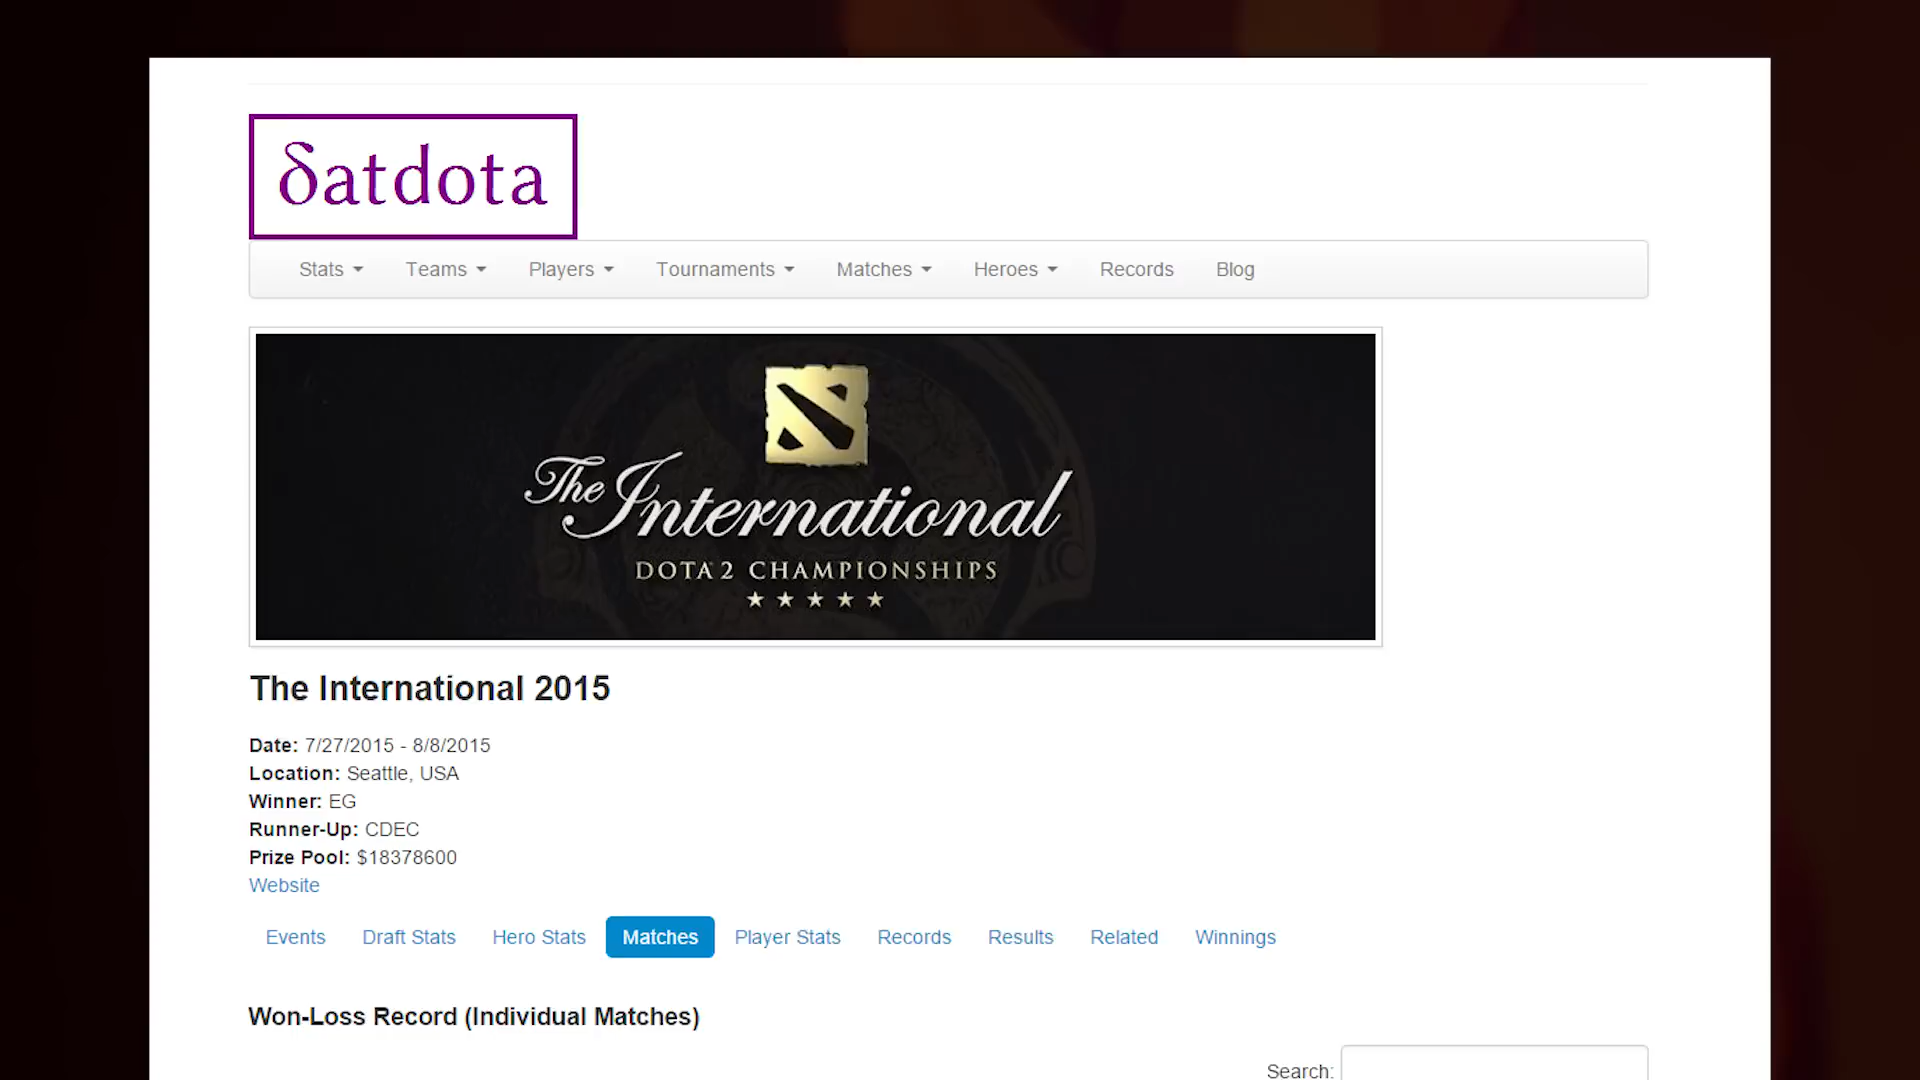 δatdota
Stats Teams Players Tournaments Matches Heroes Records Blog
The International
DOTA 2 CHAMPIONSHIPS
The International 2015
Date: 7/27/2015 - 8/8/2015
Location: Seattle, USA
Winner: EG
Runner-Up: CDEC
Prize Pool: $18378600
Website
Events Draft Stats Hero Stats Matches Player Stats Records Results Related Winnings
Won-Loss Record (Individual Matches)
Search: